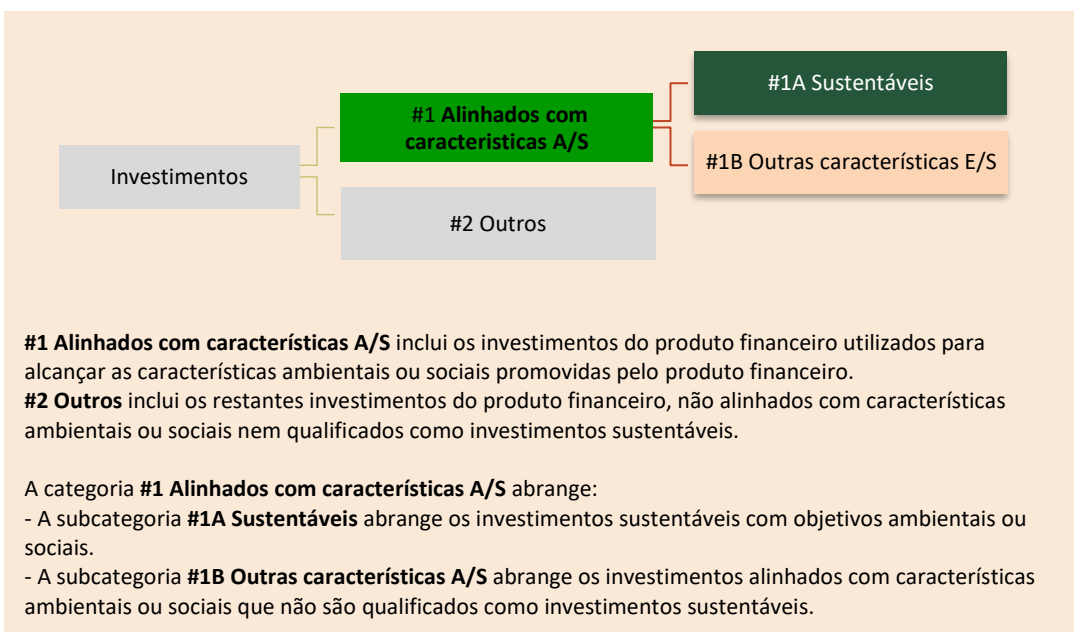 #1A Sustentáveis
#1 Alinhados com
caracteristicas A/S
#1B Outras características E/S
Investimentos
#2 Outros
#1 Alinhados com características A/S inclui os investimentos do produto financeiro utilizados para
alcançar as características ambientais ou sociais promovidas pelo produto financeiro.
#2 Outros inclui os restantes investimentos do produto financeiro, não alinhados com características
ambientais ou sociais nem qualificados como investimentos sustentáveis.
A categoria #1 Alinhados com características A/S abrange:
- A subcategoria #1A Sustentáveis abrange os investimentos sustentáveis com objetivos ambientais ou
sociais.
- A subcategoria #1B Outras características A/S abrange os investimentos alinhados com características
ambientais ou sociais que não são qualificados como investimentos sustentáveis.